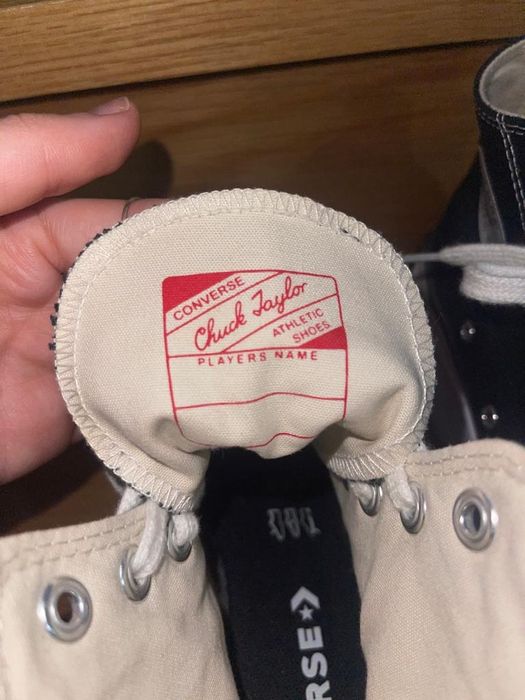 CONVERSE
Chuck Taylor
ATHLETIC
SHOES
PLAYERS NAME
RSE